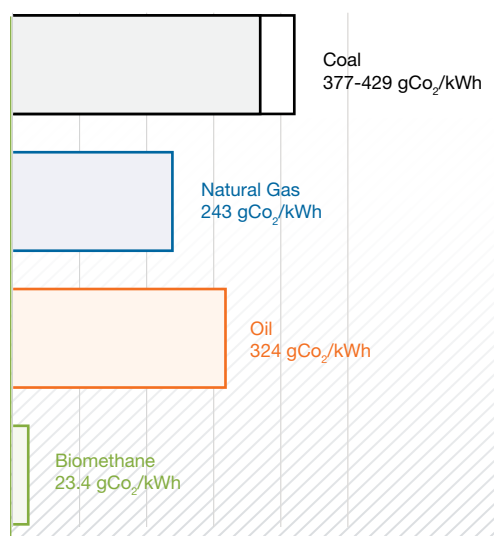 Coal
377-429 gCo₂/kWh
Natural Gas
243 gCo₂/kWh
Oil
324 gCo₂/kWh
Biomethane
23.4 gCo₂/kWh